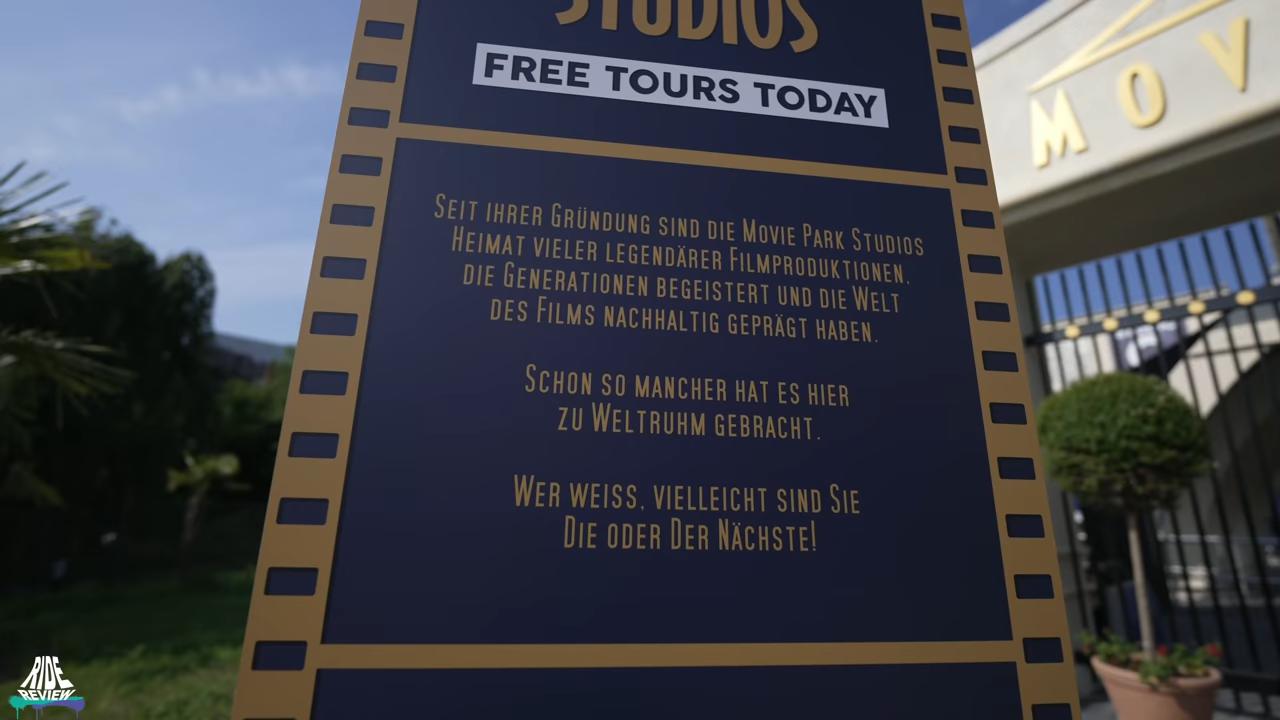 STUDIOS
FREE TOURS TODAY
MOV
SEIT IHRER GRÜNDUNG SIND DIE MOVIE PARK STUDIOS
HEIMAT VIELER LEGENDÄRER FILMPRODUKTIONEN,
DIE GENERATIONEN BEGEISTERT UND DIE WELT
DES FILMS NACHHALTIG GEPRÄGT HABEN.
SCHON SO MANCHER HAT ES HIER
ZU WELTRUHM GEBRACHT.
WER WEISS, VIELLEICHT SIND SIE
DIE ODER DER NÄCHSTE!
RIDE
REVIEW